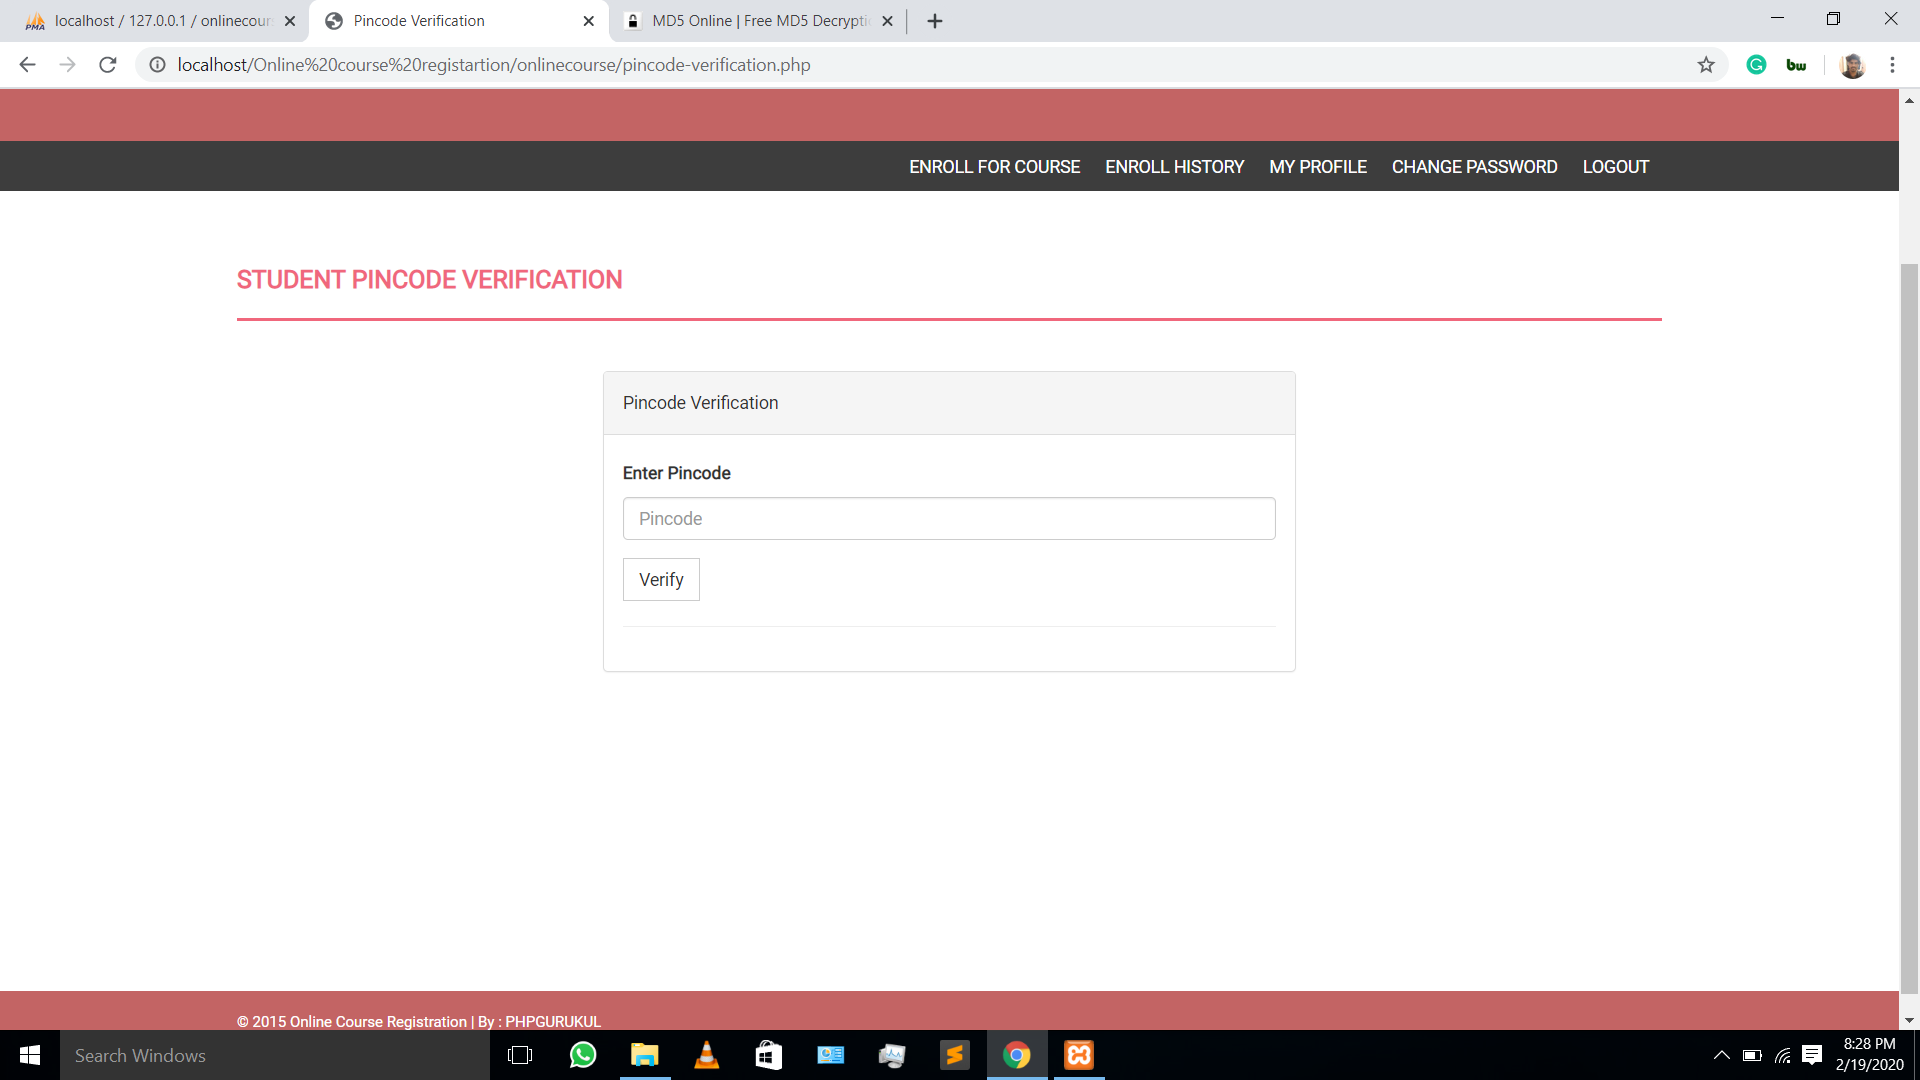 localhost / 127.0.0.1 / onlinecour
Pincode Verification
MD5 Online | Free MD5 Decrypti
localhost/Online%20course%20registartion/onlinecourse/pincode-verification.php
ENROLL FOR COURSE ENROLL HISTORY MY PROFILE CHANGE PASSWORD LOGOUT
STUDENT PINCODE VERIFICATION
Pincode Verification
Enter Pincode
Pincode
Verify
© 2015 Online Course Registration | By : PHPGURUKUL
Search Windows
8:28 PM
2/19/2020